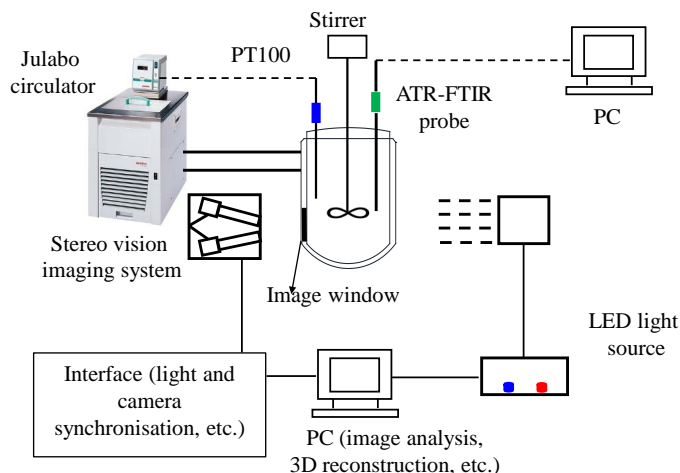 Stirrer
Julabo
circulator
PT100
ATR-FTIR
probe
PC
Stereo vision
imaging system
Image window
LED light
source
Interface (light and
camera
synchronisation, etc.)
PC (image analysis,
3D reconstruction, etc.)